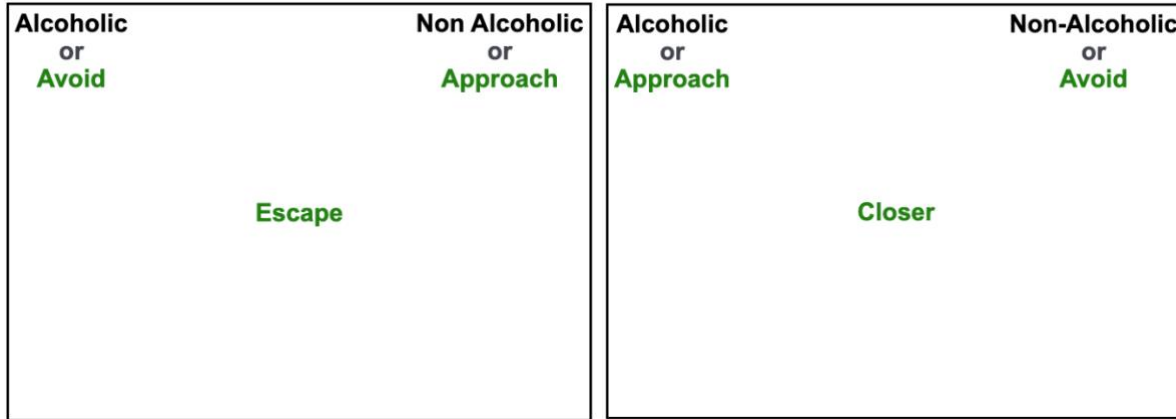 Alcoholic
or
Avoid
Non Alcoholic
or
Approach
Escape
Alcoholic
or
Approach
Non-Alcoholic
or
Avoid
Closer